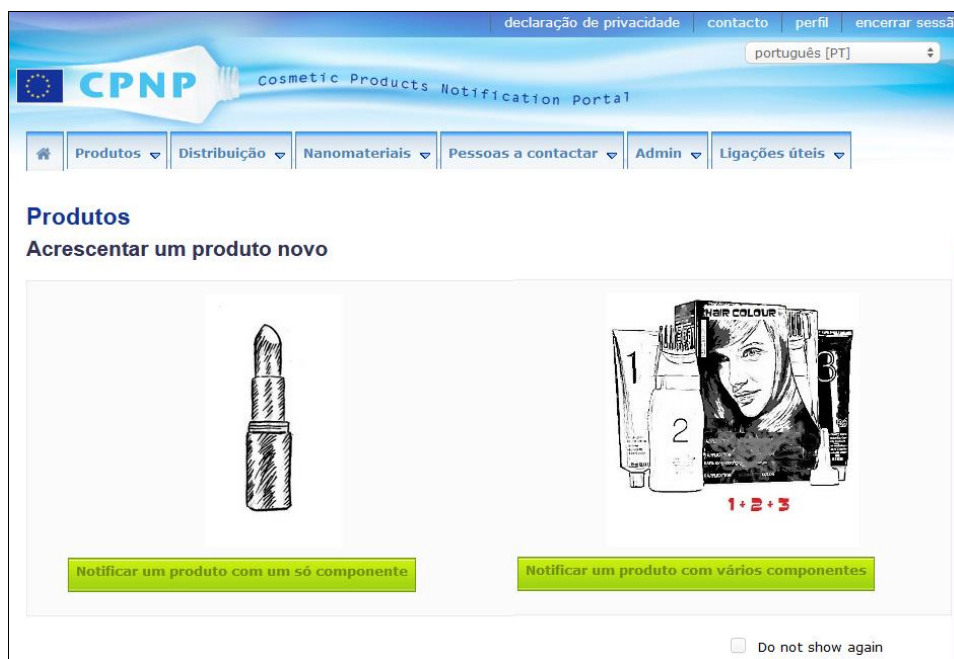 declaração de privacidade contacto perfil encerrar sessã
português [PT]
CPNP Cosmetic Products Notification Portal
Produtos Distribuição Nanomateriais Pessoas a contactar Admin Ligações úteis
Produtos
Acrescentar um produto novo
HAIR COLOUR
1
2
3
1+2+3
Notificar um produto com um só componente
Notificar um produto com vários componentes
Do not show again